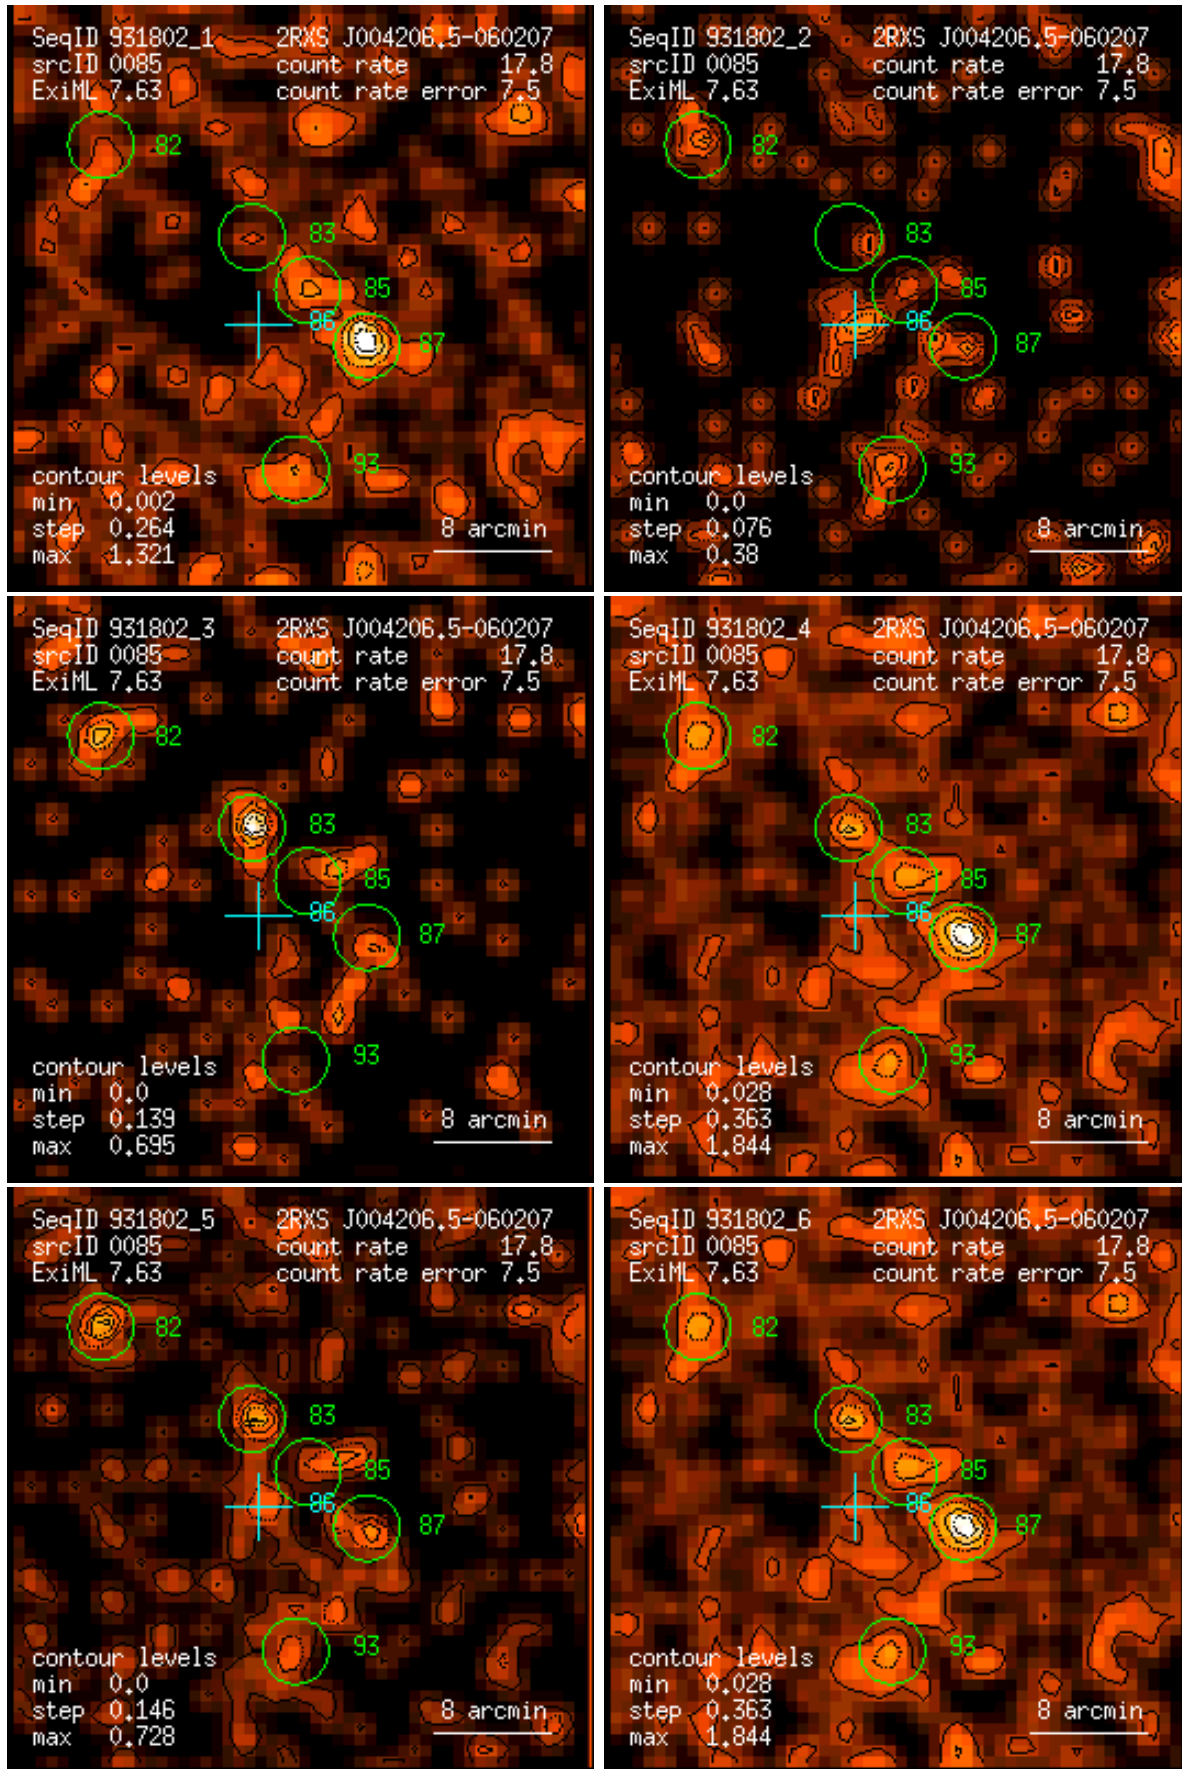 SeqID 931802_1 2RXS J004206.5-060207
srcID 0085 count rate 17.8
ExiML 7.63 count rate error 7.5
82
83
85
86
87
93
contour levels
min 0.002
step 0.264 8 arcmin
max 1.321
SeqID 931802_2 2RXS J004206.5-060207
srcID 0085 count rate 17.8
ExiML 7.63 count rate error 7.5
82
83
85
86
87
93
contour levels
min 0.0
step 0.076 8 arcmin
max 0.38
SeqID 931802_3 2RXS J004206.5-060207
srcID 0085 count rate 17.8
ExiML 7.63 count rate error 7.5
82
83
85
86
87
93
contour levels
min 0.0
step 0.139 8 arcmin
max 0.695
SeqID 931802_4 2RXS J004206.5-060207
srcID 0085 count rate 17.8
ExiML 7.63 count rate error 7.5
82
83
85
86
87
93
contour levels
min 0.028
step 0.363 8 arcmin
max 1.844
SeqID 931802_5 2RXS J004206.5-060207
srcID 0085 count rate 17.8
ExiML 7.63 count rate error 7.5
82
83
85
86
87
93
contour levels
min 0.0
step 0.146 8 arcmin
max 0.728
SeqID 931802_6 2RXS J004206.5-060207
srcID 0085 count rate 17.8
ExiML 7.63 count rate error 7.5
82
83
85
86
87
93
contour levels
min 0.028
step 0.363 8 arcmin
max 1.844